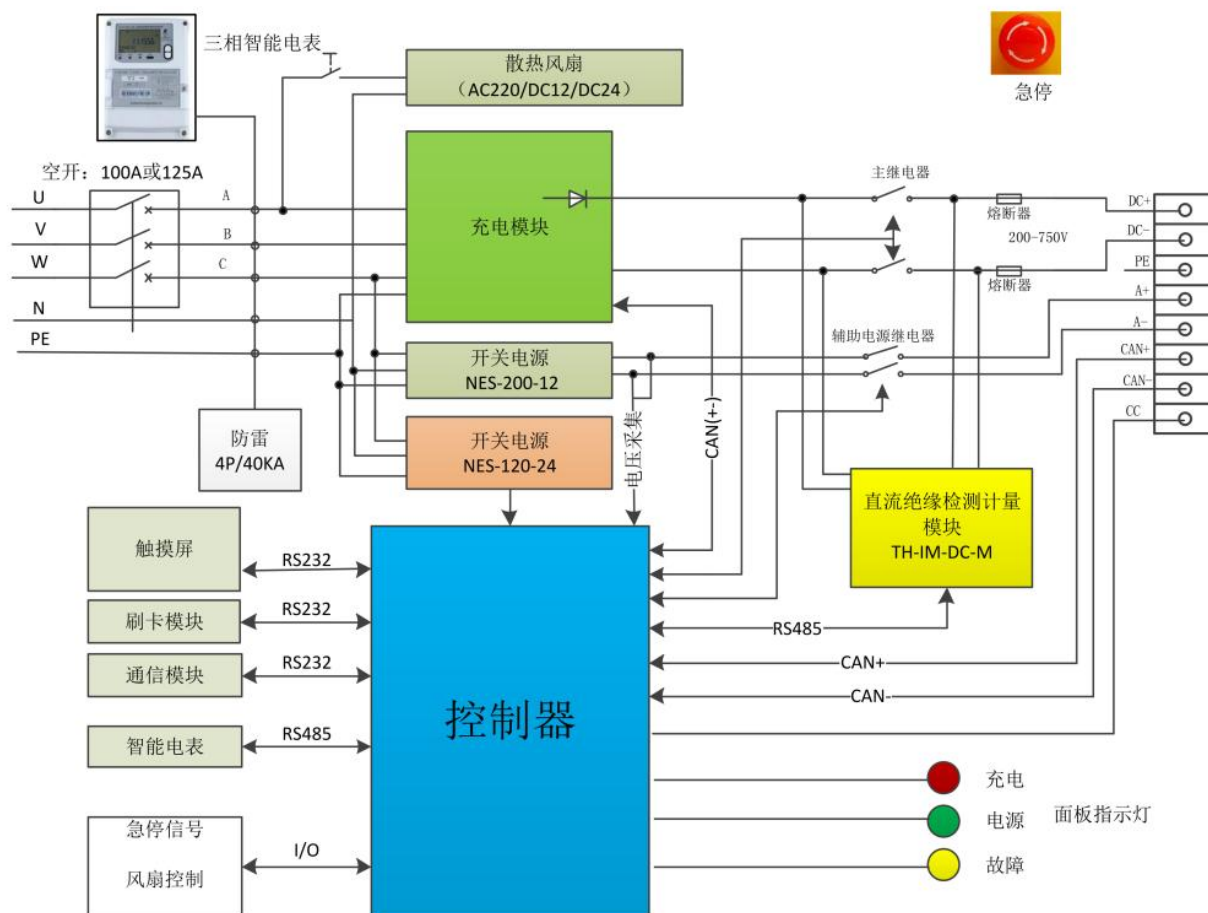 三相智能电表
散热风扇
（AC220/DC12/DC24）
急停
空开：100A或125A
U
V
W
N
PE
A
B
C
充电模块
主继电器
熔断器
200-750V
熔断器
DC+
DC-
PE
A+
A-
CAN+
CAN-
CC
开关电源
NES-200-12
辅助电源继电器
防雷
4P/40KA
开关电源
NES-120-24
电压采集
CAN(+-)
直流绝缘检测计量
模块
TH-IM-DC-M
触摸屏
RS232
刷卡模块
RS232
通信模块
RS232
智能电表
RS485
急停信号
风扇控制
I/O
控制器
RS485
CAN+
CAN-
充电
电源
故障
面板指示灯